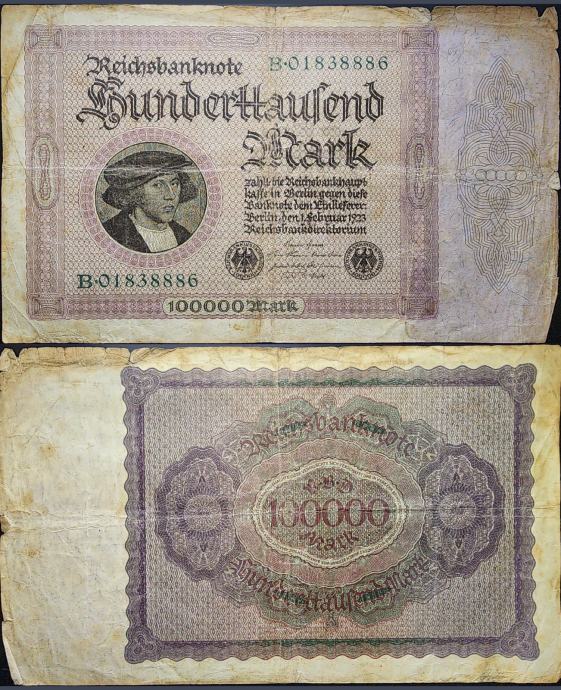 Reichsbanknote B·01838886
Hunderttausend
Mark
zahlt die Reichsbankhaupt-
kasse in Berlin gegen diese
Banknote dem Einlieferer.
Berlin, den 1. Februar 1923
Reichsbankdirektorium
B·01838886
100000 Mark
Reichsbanknote
100000
Mark
Hunderttausend Mark